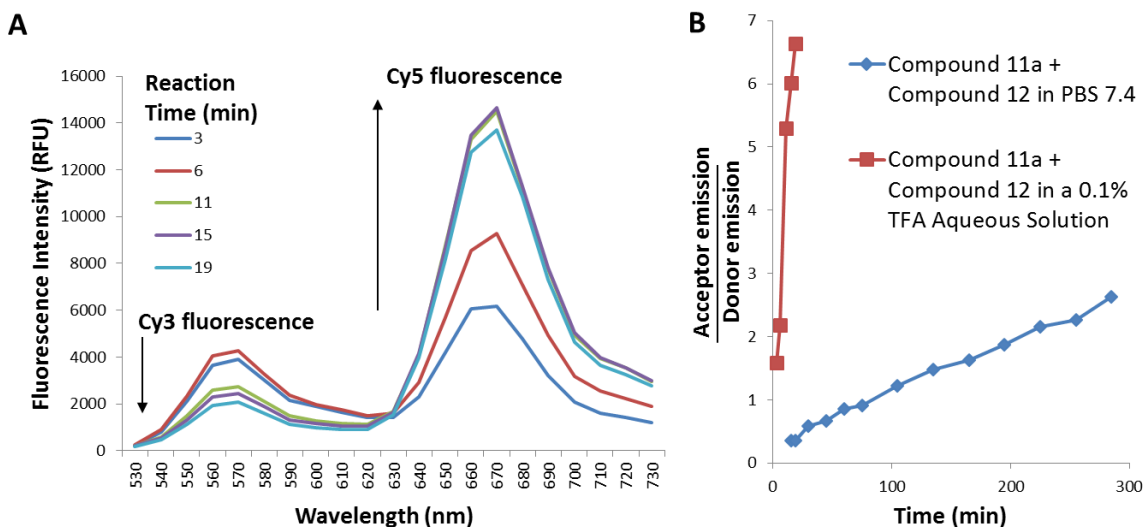 A
Fluorescence Intensity (RFU)
16000
14000
12000
10000
8000
6000
4000
2000
0
Reaction
Time (min)
3
6
11
15
19
Cy3 fluorescence
Cy5 fluorescence
530
540
550
560
570
580
590
600
610
620
630
640
650
660
670
680
690
700
710
720
730
Wavelength (nm)
B
Acceptor emission
Donor emission
7
6
5
4
3
2
1
0
Compound 11a +
Compound 12 in PBS 7.4
Compound 11a +
Compound 12 in a 0.1%
TFA Aqueous Solution
0
100
200
300
Time (min)